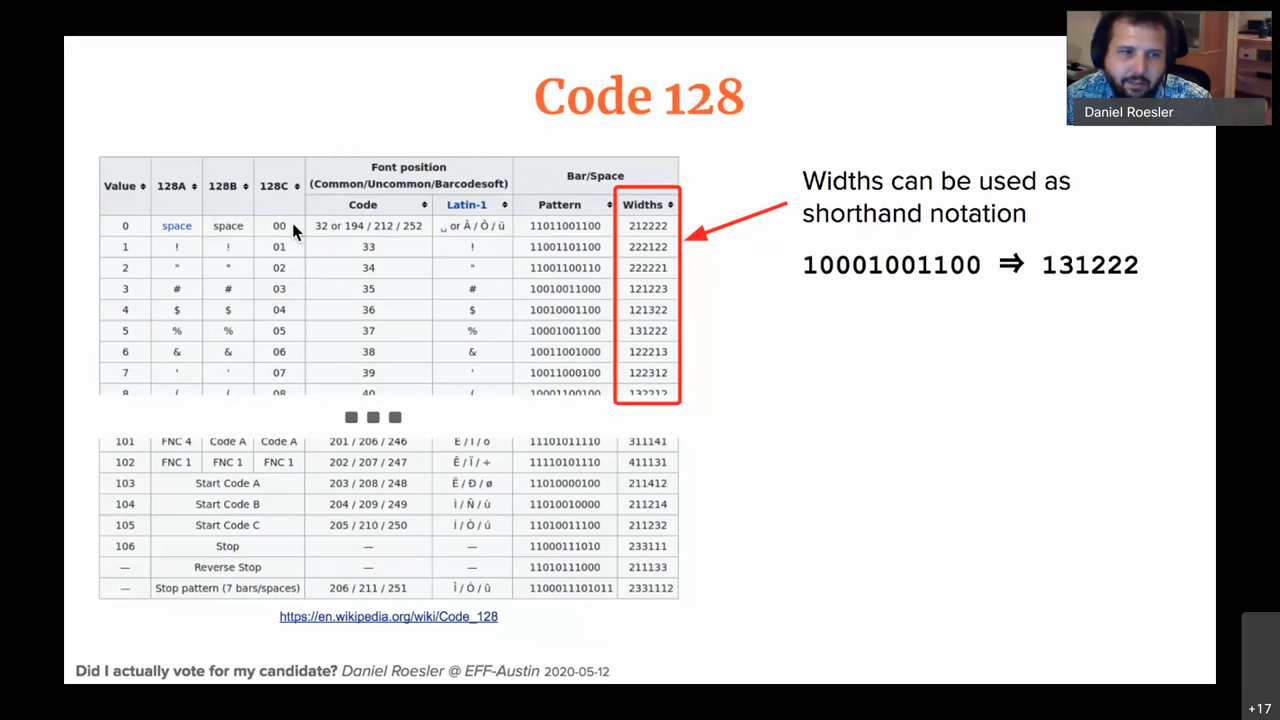 Code 128
Daniel Roesler
Value 128A 128B 128C Font position (Common/Uncommon/Barcodesoft) Bar/Space
Code Latin-1 Pattern Widths
0 space space 00 32 or 194 / 212 / 252 ␣ or Â / Ô / ü 11011001100 212222
1 ! ! 01 33 ! 11001101100 222122
2 " " 02 34 " 11001100110 222221
3 # # 03 35 # 10010011000 121223
4 $ $ 04 36 $ 10010001100 121322
5 % % 05 37 % 10001001100 131222
6 & & 06 38 & 10011001000 122213
7 ' ' 07 39 ' 10011000100 122312
8 ( ( 08 40 ( 10001100100 132212
101 FNC 4 Code A Code A 201 / 206 / 246 É / Î / ö 11101011110 311141
102 FNC 1 FNC 1 FNC 1 202 / 207 / 247 Ê / Ï / ÷ 11110101110 411131
103 Start Code A 203 / 208 / 248 Ë / Ð / ø 11010000100 211412
104 Start Code B 204 / 209 / 249 Ì / Ñ / ù 11010010000 211214
105 Start Code C 205 / 210 / 250 Í / Ò / ú 11010011100 211232
106 Stop — — 11000111010 233111
— Reverse Stop — — 11010111000 211133
— Stop pattern (7 bars/spaces) 206 / 211 / 251 Î / Ó / û 1100011101011 2331112
https://en.wikipedia.org/wiki/Code_128
Widths can be used as
shorthand notation
10001001100 ⇒ 131222
Did I actually vote for my candidate? Daniel Roesler @ EFF-Austin 2020-05-12
+17